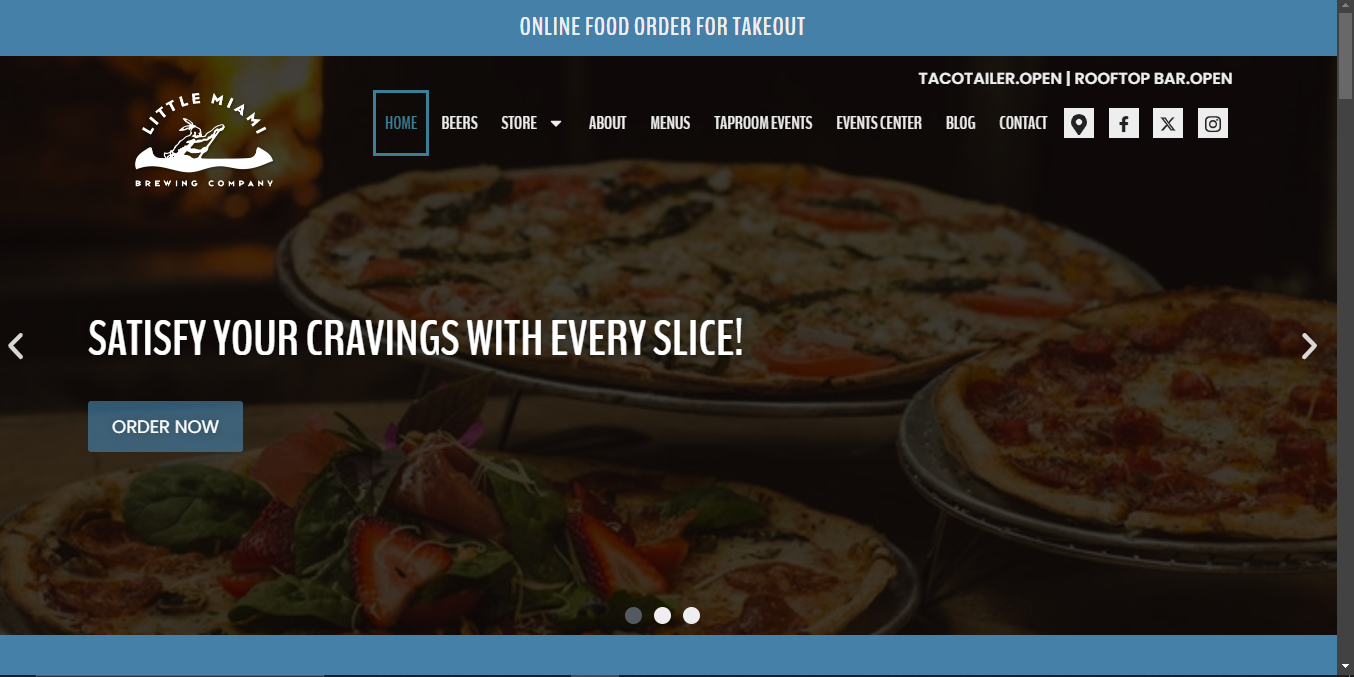 ONLINE FOOD ORDER FOR TAKEOUT
TACOTAILER.OPEN | ROOFTOP BAR.OPEN
LITTLE MIAMI
BREWING COMPANY
HOME BEERS STORE ABOUT MENUS TAPROOM EVENTS EVENTS CENTER BLOG CONTACT
SATISFY YOUR CRAVINGS WITH EVERY SLICE!
ORDER NOW